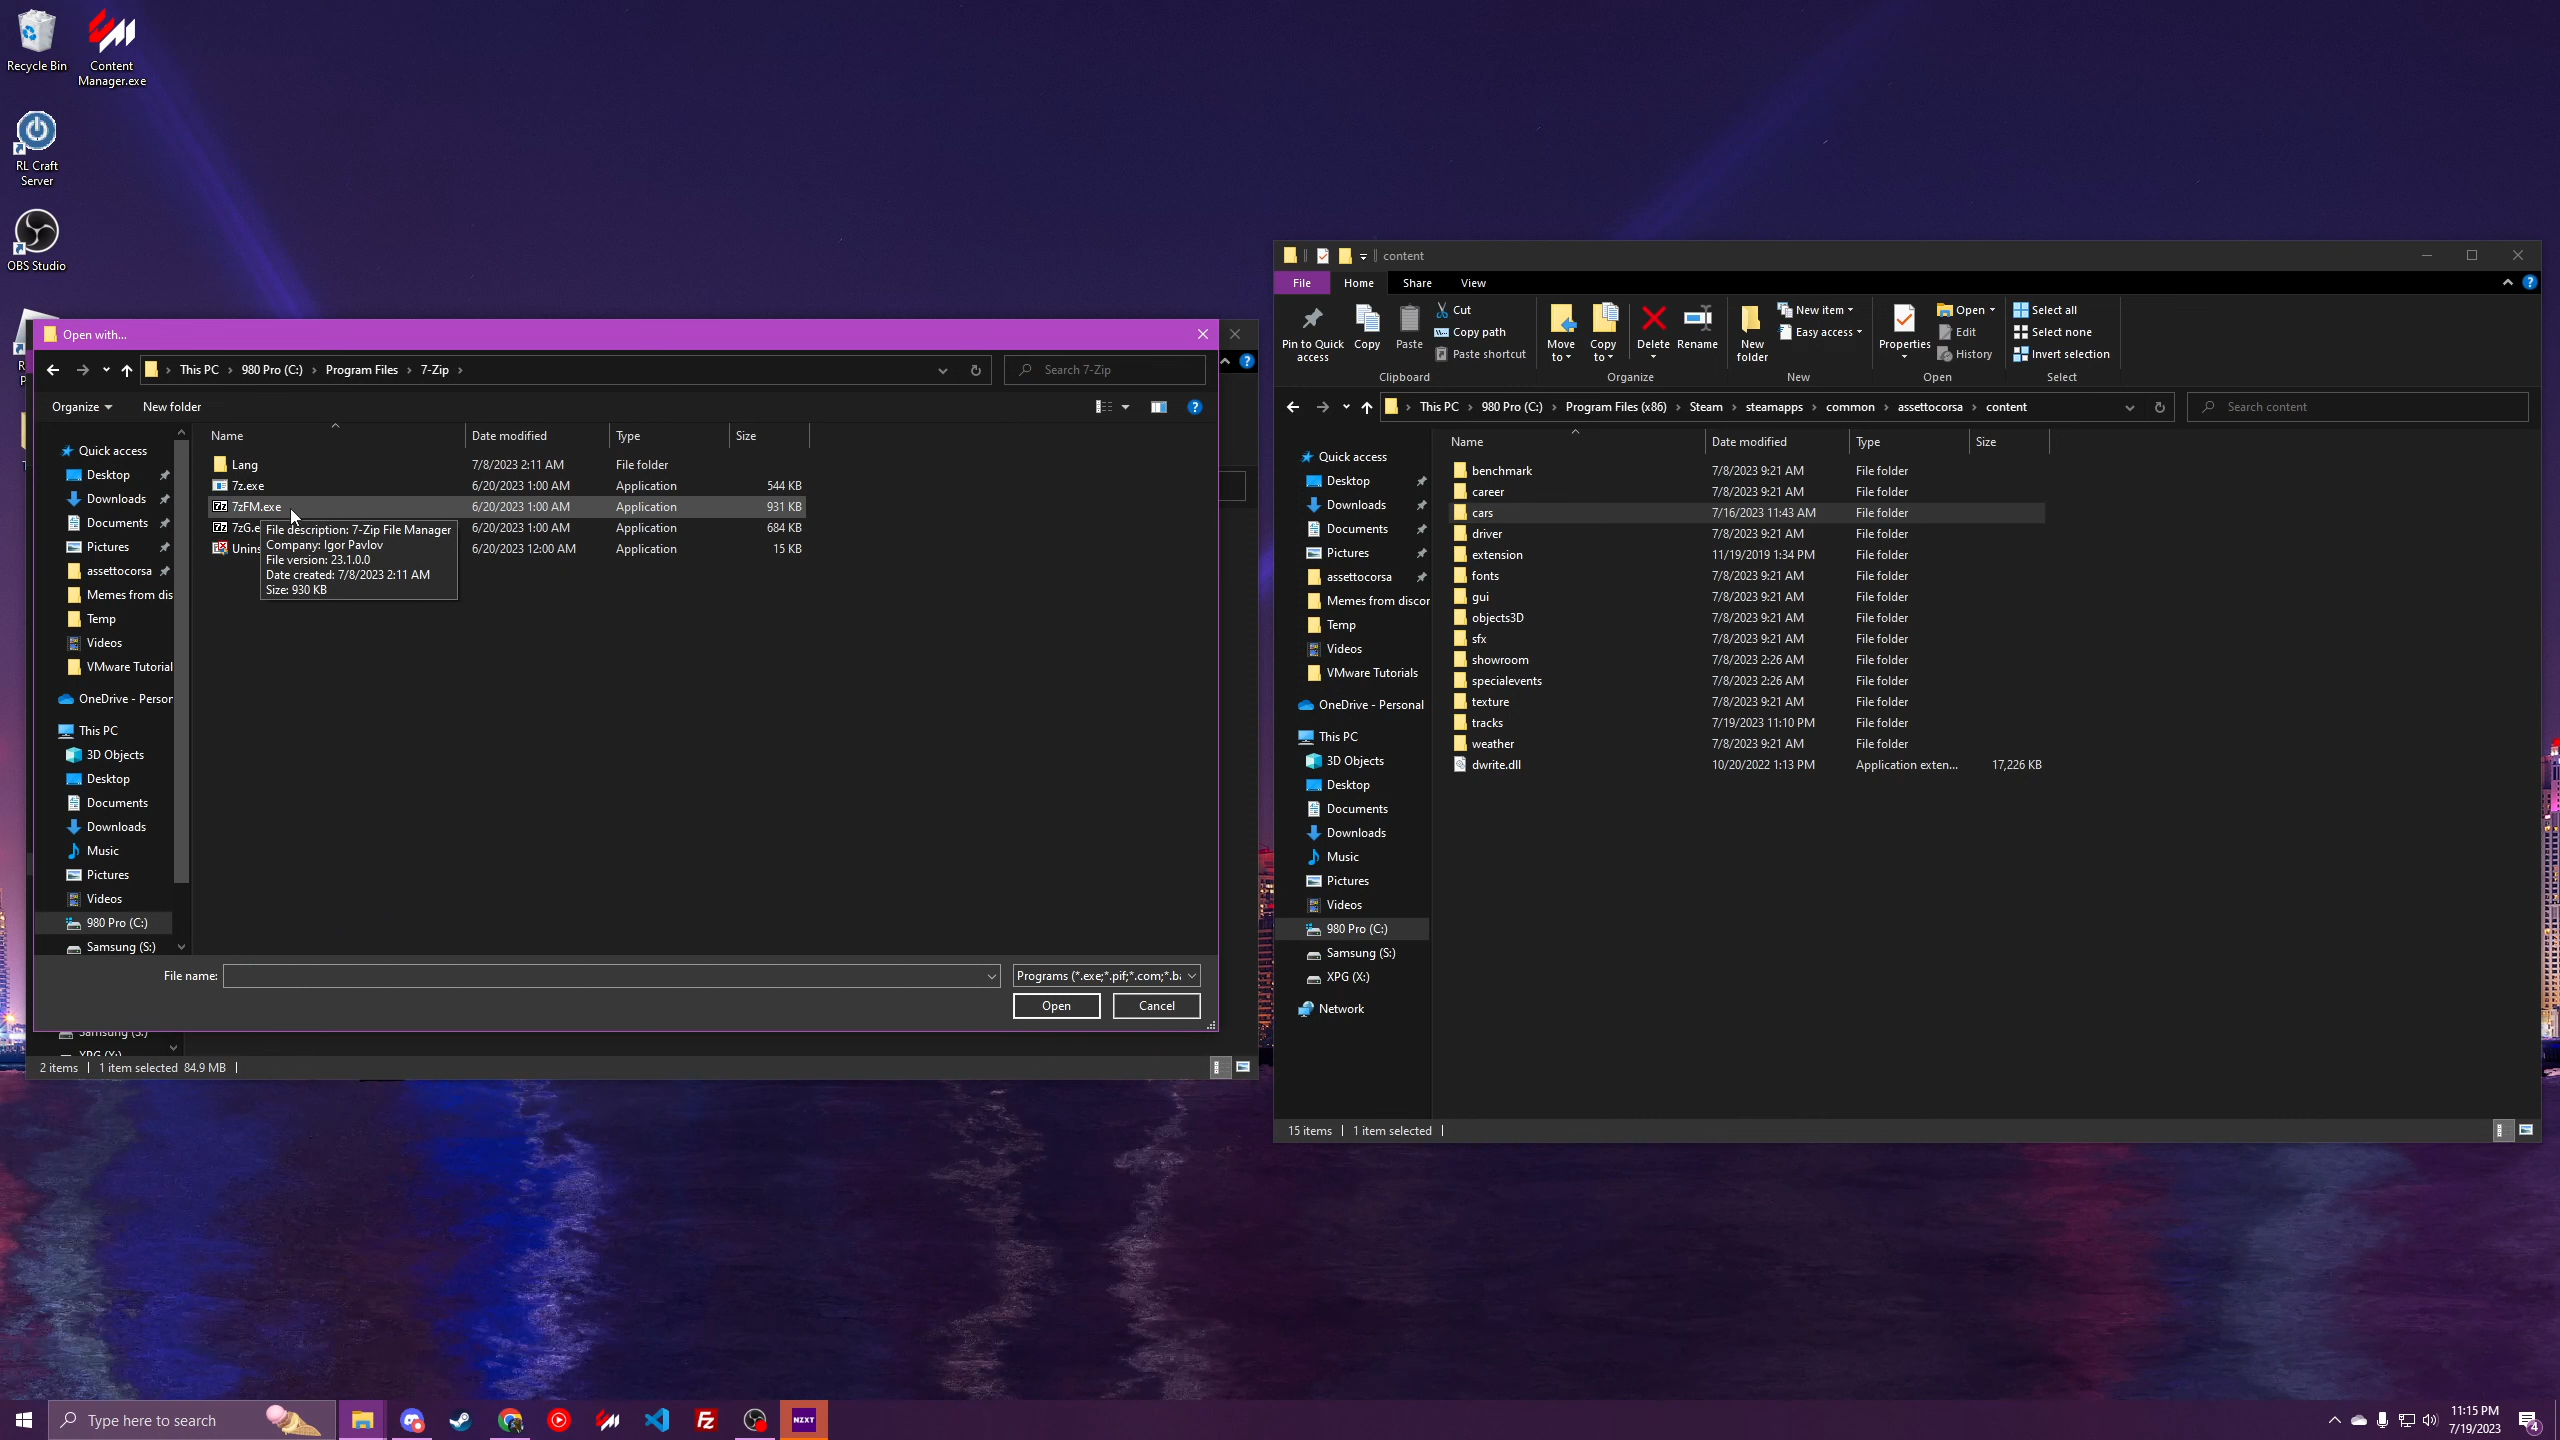 Recycle Bin
Content
Manager.exe
RL Craft
Server
OBS Studio
Open with...
This PC
980 Pro (C:)
Program Files
7-Zip
Search 7-Zip
Organize
New folder
Name
Date modified
Type
Size
Quick access
Desktop
Downloads
Documents
Pictures
assettocorsa
Memes from dis
Temp
Videos
VMware Tutorial
OneDrive - Person
This PC
3D Objects
Desktop
Documents
Downloads
Music
Pictures
Videos
980 Pro (C:)
Samsung (S:)
Lang 7/8/2023 2:11 AM File folder
7z.exe 6/20/2023 1:00 AM Application 544 KB
7zFM.exe 6/20/2023 1:00 AM Application 931 KB
7zG.e 6/20/2023 1:00 AM Application 684 KB
Unins 6/20/2023 12:00 AM Application 15 KB
File description: 7-Zip File Manager
Company: Igor Pavlov
File version: 23.1.0.0
Date created: 7/8/2023 2:11 AM
Size: 930 KB
File name:
Programs (*.exe;*.pif;*.com;*.ba
Open
Cancel
Samsung (S:)
2 items
1 item selected 84.9 MB
content
File
Home
Share
View
Pin to Quick
access
Copy
Paste
Cut
Copy path
Paste shortcut
Clipboard
Move
to
Copy
to
Delete
Rename
Organize
New
folder
New item
Easy access
New
Properties
Open
Edit
History
Open
Select all
Select none
Invert selection
Select
This PC
980 Pro (C:)
Program Files (x86)
Steam
steamapps
common
assettocorsa
content
Search content
Name
Date modified
Type
Size
Quick access
Desktop
Downloads
Documents
Pictures
assettocorsa
Memes from discor
Temp
Videos
VMware Tutorials
OneDrive - Personal
This PC
3D Objects
Desktop
Documents
Downloads
Music
Pictures
Videos
980 Pro (C:)
Samsung (S:)
XPG (X:)
Network
benchmark 7/8/2023 9:21 AM File folder
career 7/8/2023 9:21 AM File folder
cars 7/16/2023 11:43 AM File folder
driver 7/8/2023 9:21 AM File folder
extension 11/19/2019 1:34 PM File folder
fonts 7/8/2023 9:21 AM File folder
gui 7/8/2023 9:21 AM File folder
objects3D 7/8/2023 9:21 AM File folder
sfx 7/8/2023 9:21 AM File folder
showroom 7/8/2023 2:26 AM File folder
specialevents 7/8/2023 2:26 AM File folder
texture 7/8/2023 9:21 AM File folder
tracks 7/19/2023 11:10 PM File folder
weather 7/8/2023 9:21 AM File folder
dwrite.dll 10/20/2022 1:13 PM Application exten... 17,226 KB
15 items
1 item selected
Type here to search
NZXT
11:15 PM
7/19/2023
4